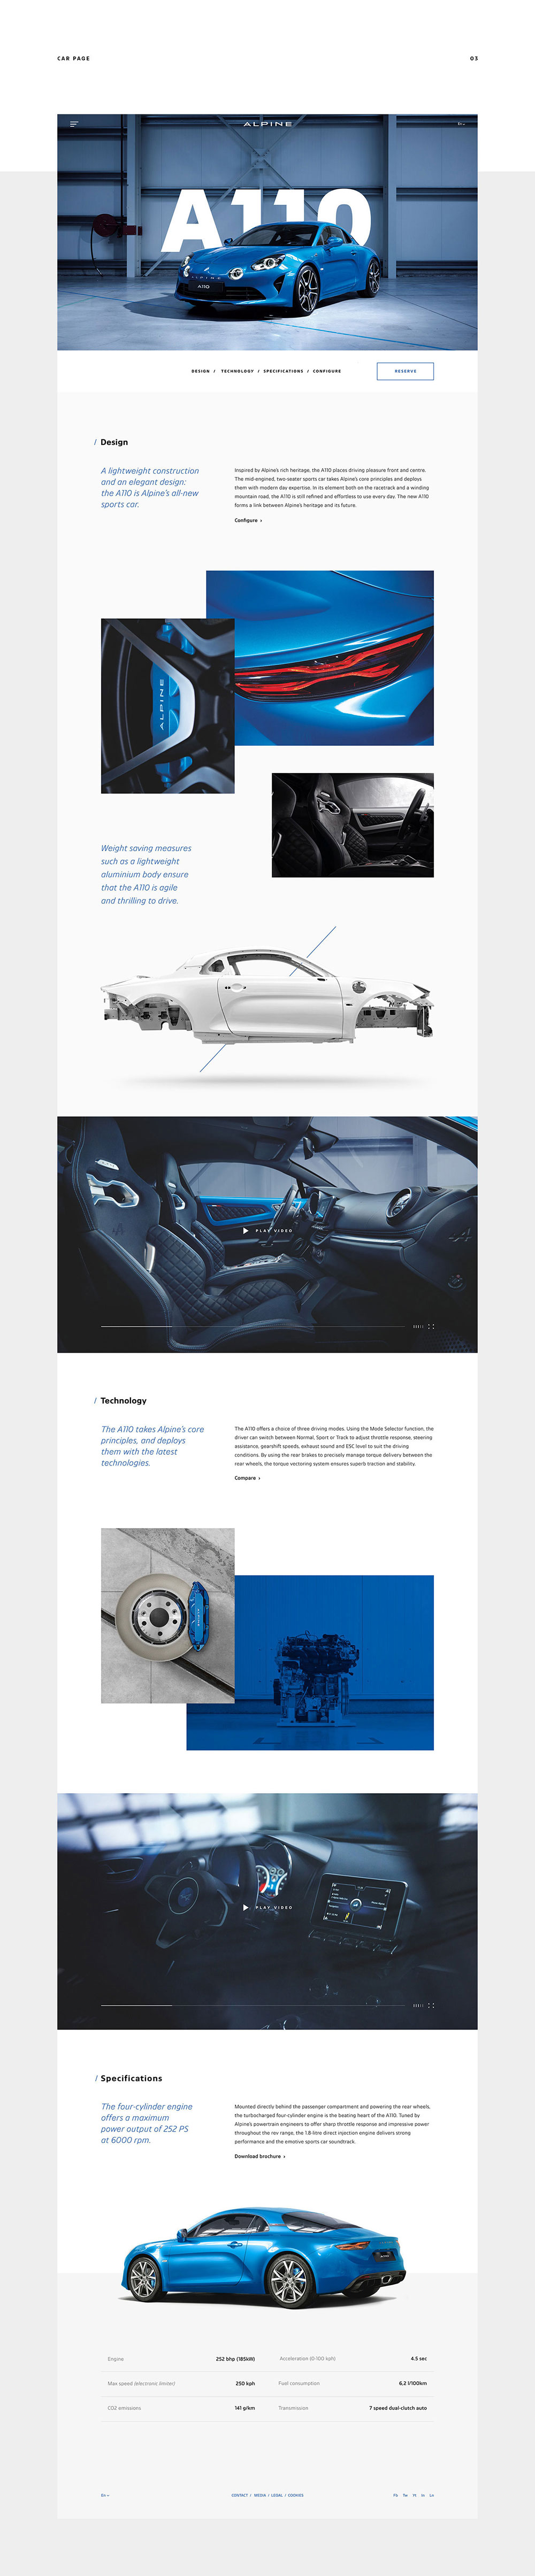 CAR PAGE
03
ALPINE
A110
ALPINE
A110
DESIGN / TECHNOLOGY / SPECIFICATIONS / CONFIGURE
RESERVE
/ Design
A lightweight construction
and an elegant design:
the A110 is Alpine's all-new
sports car.
Inspired by Alpine's rich heritage, the A110 places driving pleasure front and centre.
The mid-engined, two-seater sports car takes Alpine's core principles and deploys
them with modern day expertise. In its element both on the racetrack and a winding
mountain road, the A110 is still refined and effortless to use every day. The new A110
forms a link between Alpine's heritage and its future.
Configure ›
ALPINE
Weight saving measures
such as a lightweight
aluminium body ensure
that the A110 is agile
and thrilling to drive.
PLAY VIDEO
/ Technology
The A110 takes Alpine's core
principles, and deploys
them with the latest
technologies.
The A110 offers a choice of three driving modes. Using the Mode Selector function, the
driver can switch between Normal, Sport or Track to adjust throttle response, steering
assistance, gearshift speeds, exhaust sound and ESC level to suit the driving
conditions. By using the rear brakes to precisely manage torque delivery between the
rear wheels, the torque vectoring system ensures superb traction and stability.
Compare ›
PLAY VIDEO
/ Specifications
The four-cylinder engine
offers a maximum
power output of 252 PS
at 6000 rpm.
Mounted directly behind the passenger compartment and powering the rear wheels,
the turbocharged four-cylinder engine is the beating heart of the A110. Tuned by
Alpine's powertrain engineers to offer sharp throttle response and impressive power
throughout the rev range, the 1.8-litre direct injection engine delivers strong
performance and the emotive sports car soundtrack.
Download brochure ›
Engine 252 bhp (185kW) Acceleration (0-100 kph) 4.5 sec
Max speed (electronic limiter) 250 kph Fuel consumption 6.2 l/100km
CO2 emissions 141 g/km Transmission 7 speed dual-clutch auto
En
CONTACT / MEDIA / LEGAL / COOKIES
Fb Tw Yt In Ln